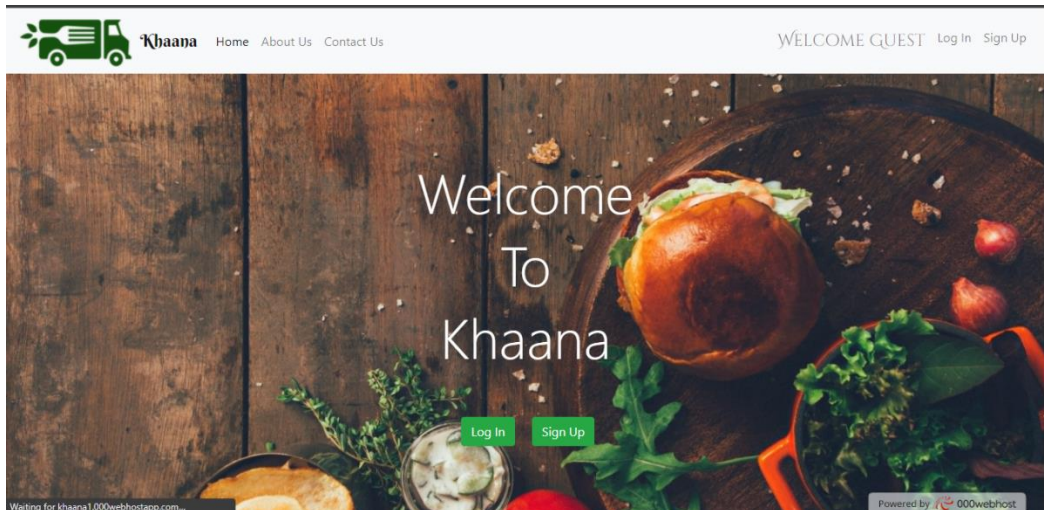 Khaana Home About Us Contact Us WELCOME GUEST Log In Sign Up
Welcome
To
Khaana
Log In Sign Up
Waiting for khaana1.000webhostapp.com... Powered by 000webhost